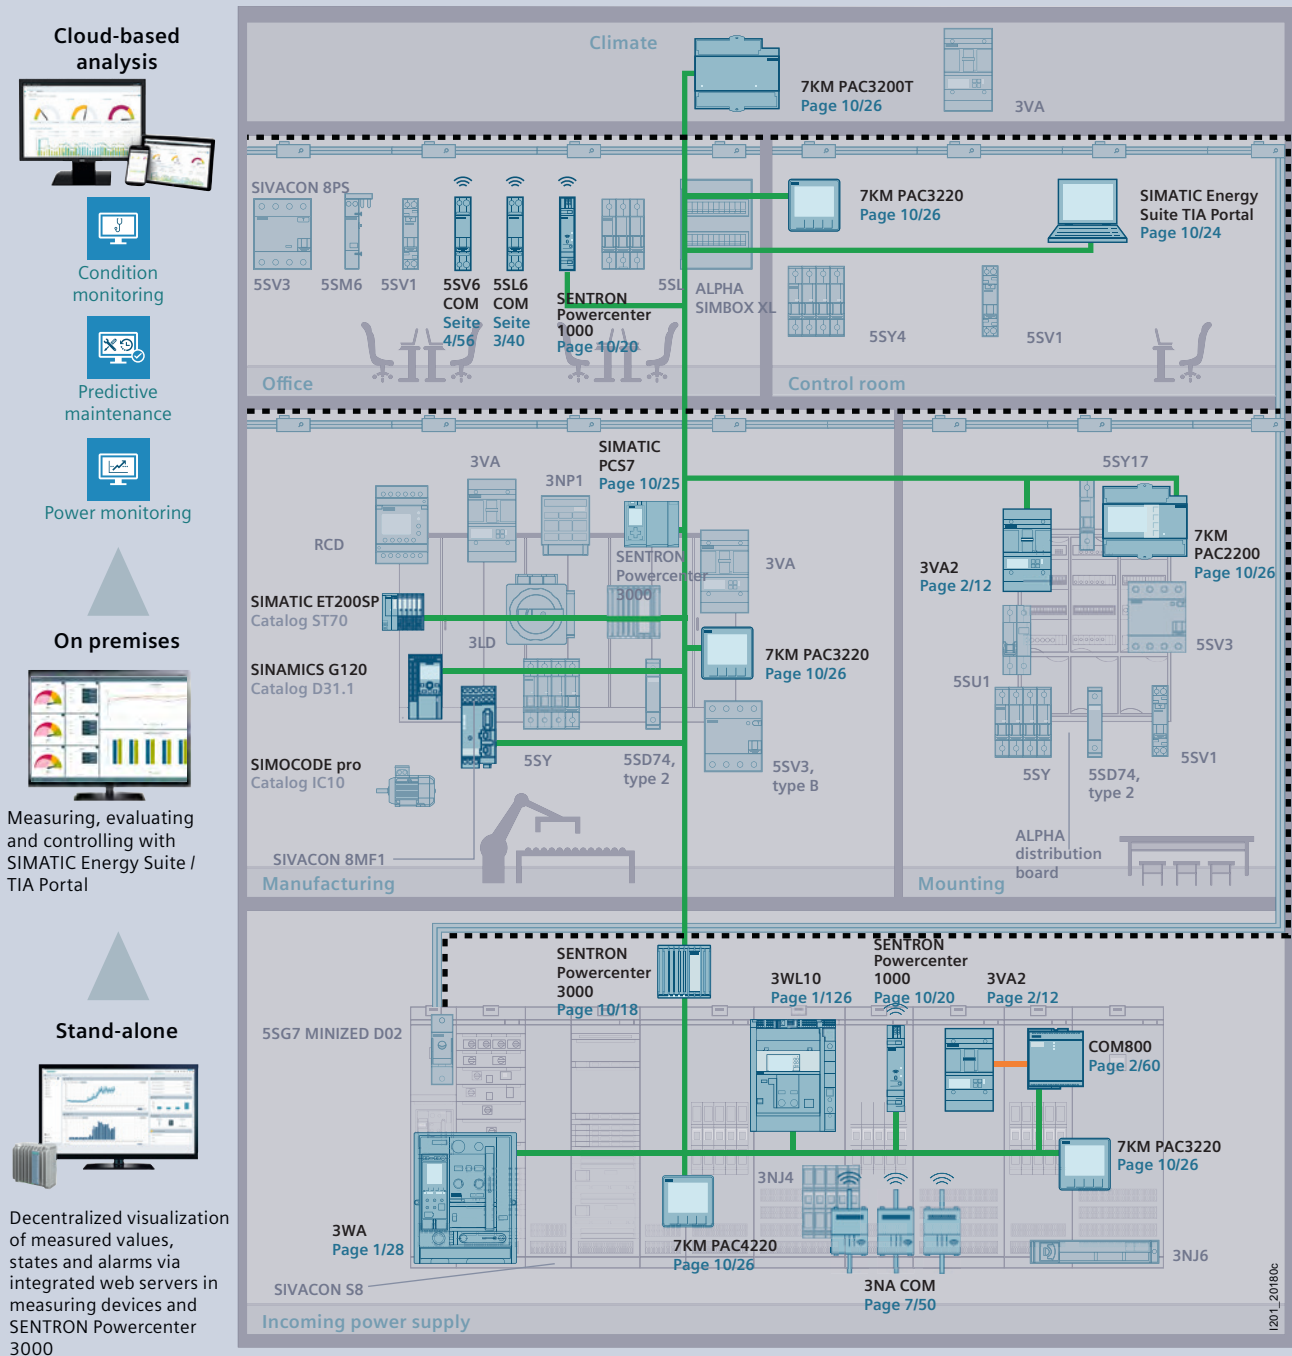 Cloud-based
analysis
Condition
monitoring
Predictive
maintenance
Power monitoring
On premises
Measuring, evaluating
and controlling with
SIMATIC Energy Suite /
TIA Portal
Stand-alone
Decentralized visualization
of measured values,
states and alarms via
integrated web servers in
measuring devices and
SENTRON Powercenter
3000
Climate
7KM PAC3200T
Page 10/26
3VA
SIVACON 8PS
5SV3
5SM6
5SV1
5SV6
COM
Seite
4/56
5SL6
COM
Seite
3/40
SENTRON
Powercenter
1000
Page 10/20
5SL
ALPHA
SIMBOX XL
Office
7KM PAC3220
Page 10/26
SIMATIC Energy
Suite TIA Portal
Page 10/24
5SY4
5SV1
Control room
RCD
3VA
3NP1
SIMATIC
PCS7
Page 10/25
SENTRON
Powercenter
3000
3VA
SIMATIC ET200SP
Catalog ST70
3LD
SINAMICS G120
Catalog D31.1
7KM PAC3220
Page 10/26
SIMOCODE pro
Catalog IC10
5SY
5SD74,
type 2
5SV3,
type B
SIVACON 8MF1
Manufacturing
5SY17
3VA2
Page 2/12
7KM
PAC2200
Page 10/26
5SU1
5SV3
5SY
5SD74,
type 2
5SV1
ALPHA
distribution
board
Mounting
SENTRON
Powercenter
3000
Page 10/18
3WL10
Page 1/126
SENTRON
Powercenter
1000
Page 10/20
3VA2
Page 2/12
5SG7 MINIZED D02
COM800
Page 2/60
3WA
Page 1/28
7KM PAC4220
Page 10/26
3NJ4
7KM PAC3220
Page 10/26
3NA COM
Page 7/50
3NJ6
SIVACON S8
Incoming power supply
I201_20180c